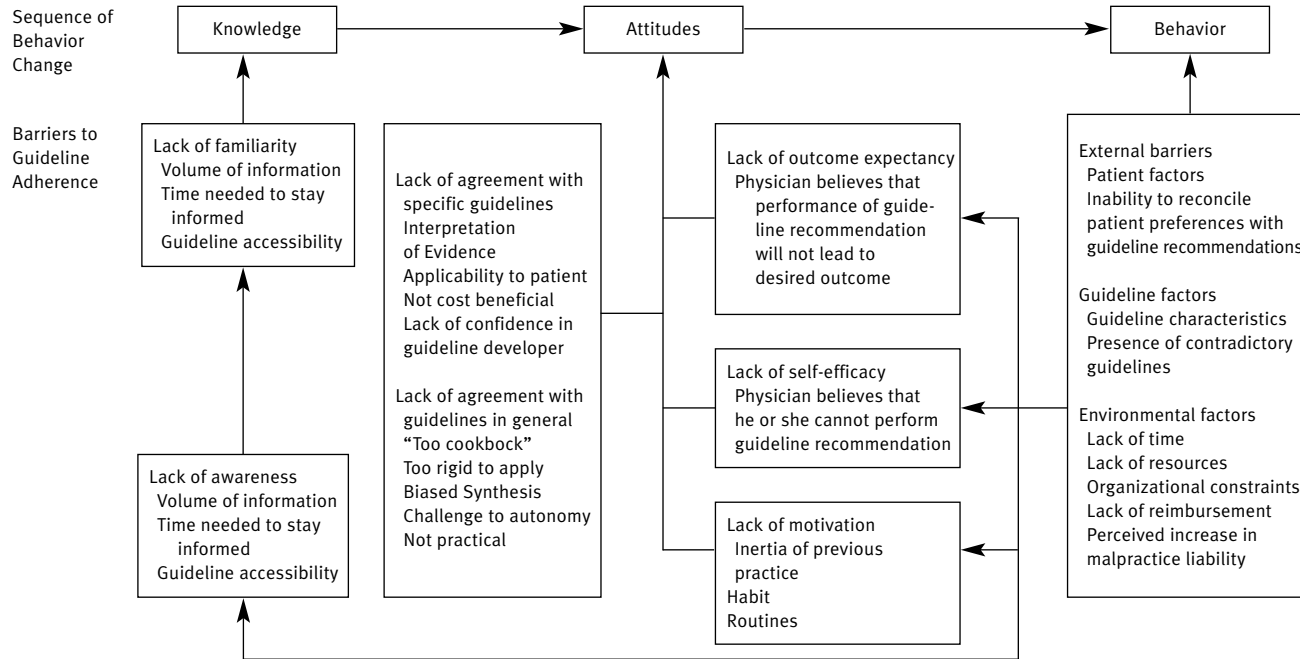 Sequence of
Behavior
Change
Knowledge
Attitudes
Behavior
Barriers to
Guideline
Adherence
Lack of familiarity
Volume of information
Time needed to stay
informed
Guideline accessibility
Lack of awareness
Volume of information
Time needed to stay
informed
Guideline accessibility
Lack of agreement with
specific guidelines
Interpretation
of Evidence
Applicability to patient
Not cost beneficial
Lack of confidence in
guideline developer
Lack of agreement with
guidelines in general
“Too cookbock”
Too rigid to apply
Biased Synthesis
Challenge to autonomy
Not practical
Lack of outcome expectancy
Physician believes that
performance of guide-
line recommendation
will not lead to
desired outcome
Lack of self-efficacy
Physician believes that
he or she cannot perform
guideline recommendation
Lack of motivation
Inertia of previous
practice
Habit
Routines
External barriers
Patient factors
Inability to reconcile
patient preferences with
guideline recommendations
Guideline factors
Guideline characteristics
Presence of contradictory
guidelines
Environmental factors
Lack of time
Lack of resources
Organizational constraints
Lack of reimbursement
Perceived increase in
malpractice liability